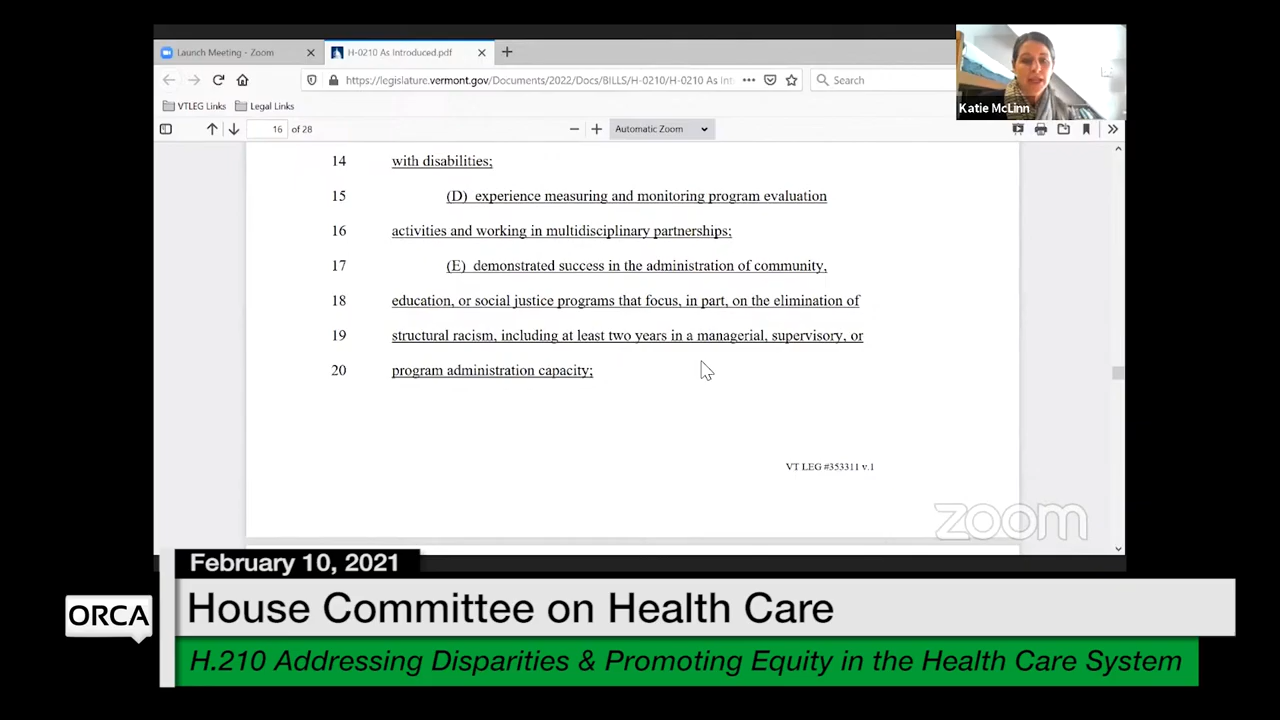 Launch Meeting - Zoom
H-0210 As Introduced.pdf
https://legislature.vermont.gov/Documents/2022/Docs/BILLS/H-0210/H-0210 As Int
Search
VTLEG Links
Legal Links
16 of 28
Automatic Zoom
Katie McLinn
14 with disabilities;
15 (D) experience measuring and monitoring program evaluation
16 activities and working in multidisciplinary partnerships;
17 (E) demonstrated success in the administration of community,
18 education, or social justice programs that focus, in part, on the elimination of
19 structural racism, including at least two years in a managerial, supervisory, or
20 program administration capacity;
VT LEG #353311 v.1
zoom
February 10, 2021
ORCA
House Committee on Health Care
H.210 Addressing Disparities & Promoting Equity in the Health Care System